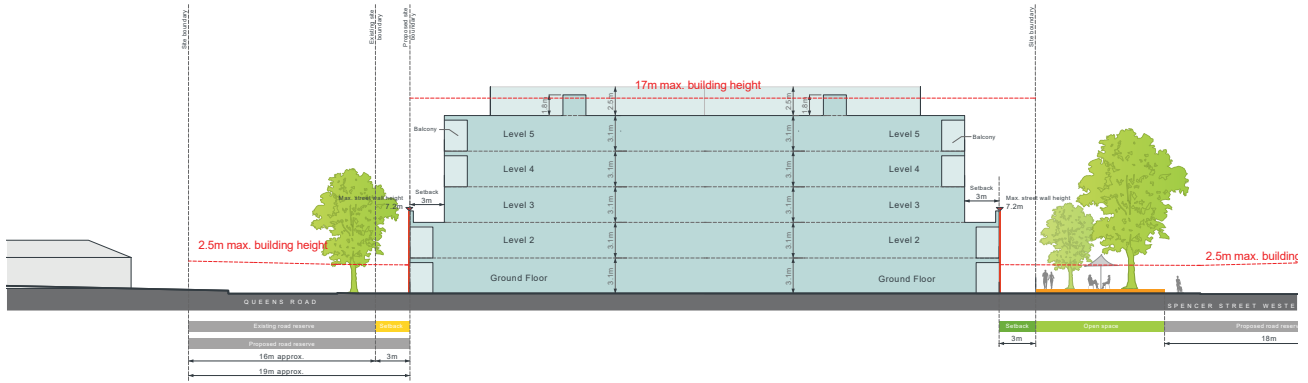 Site boundary
Existing site
boundary
Proposed site
boundary
Site boundary
17m max. building height
2.5m
1.8m
2.5m
1.8m
Balcony
Level 5
3.1m
3.1m
Level 5
Balcony
Level 4
3.1m
3.1m
Level 4
Setback
3m
Level 3
3.1m
3.1m
Level 3
Setback
3m
Max. street wall height
7.2m
Max. street wall height
7.2m
2.5m max. building height
Level 2
3.1m
3.1m
Level 2
2.5m max. building
Ground Floor
3.1m
3.1m
Ground Floor
QUEENS ROAD
SPENCER STREET WESTE
Existing road reserve
Setback
Setback
Open space
Proposed road reserv
Proposed road reserve
16m approx.
3m
3m
18m
19m approx.